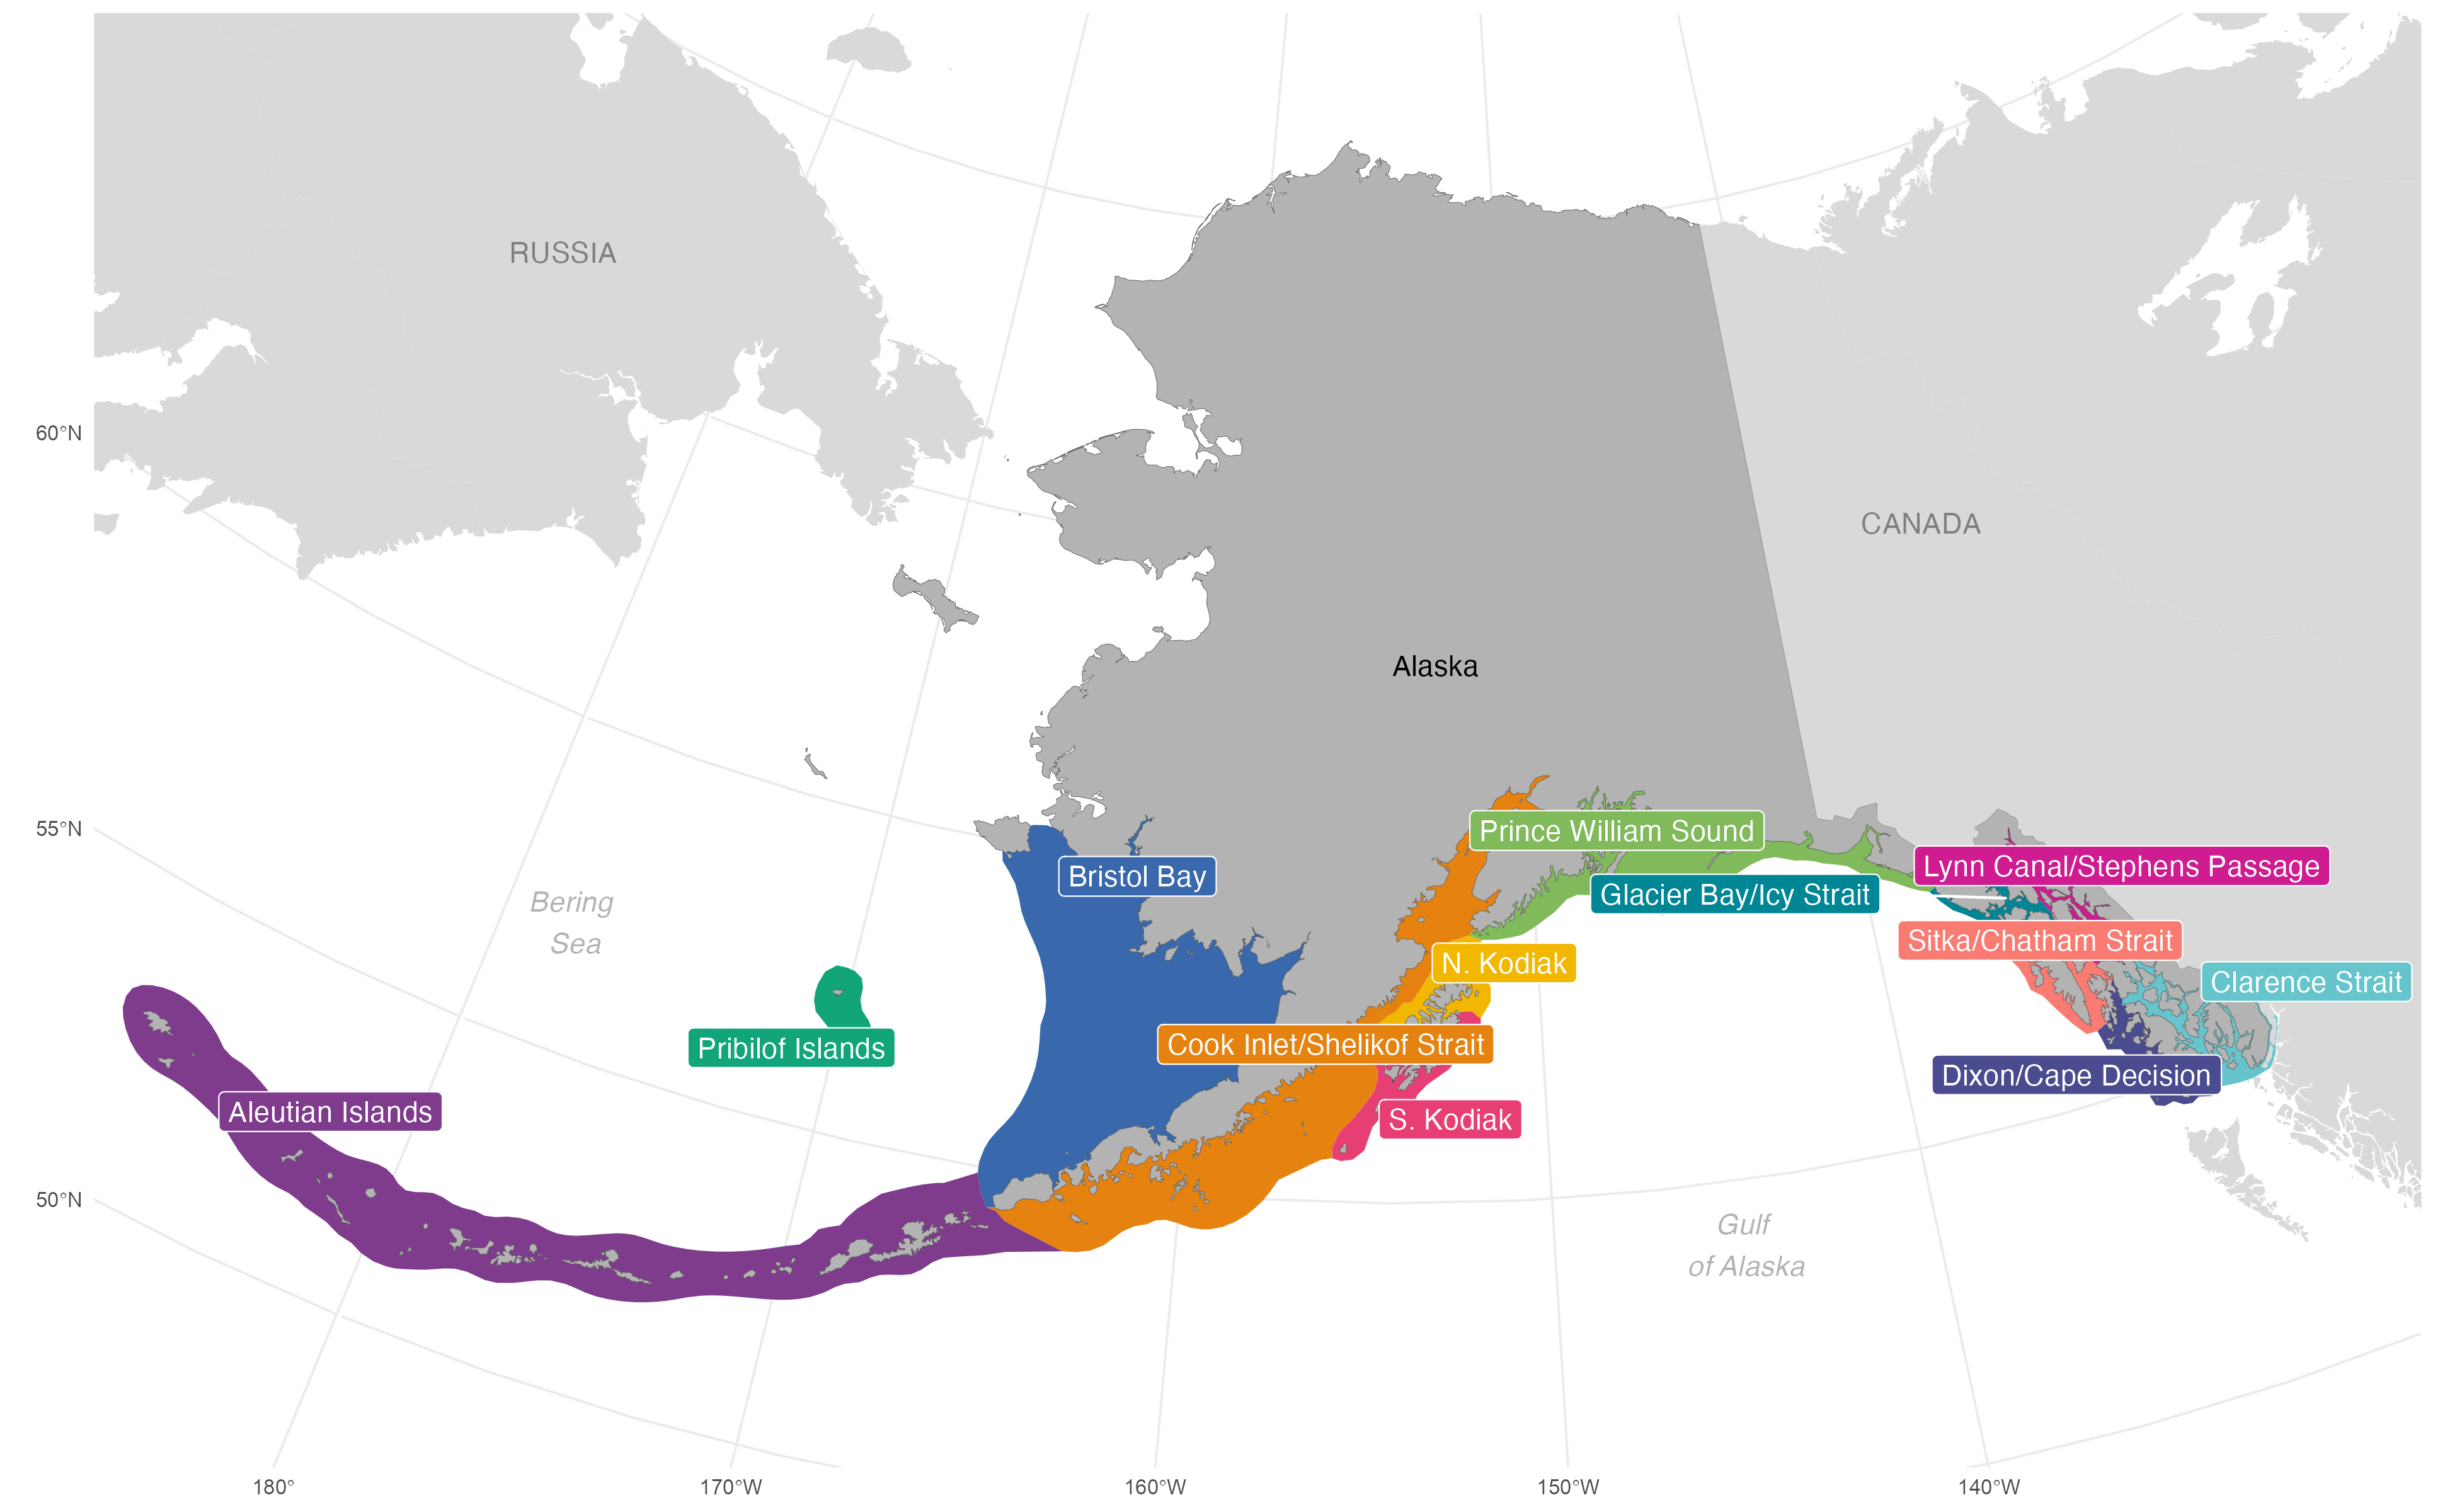 RUSSIA
60°N
CANADA
Alaska
55°N
Prince William Sound
Lynn Canal/Stephens Passage
Bristol Bay
Glacier Bay/Icy Strait
Bering
Sea
Sitka/Chatham Strait
N. Kodiak
Clarence Strait
Pribilof Islands
Cook Inlet/Shelikof Strait
Dixon/Cape Decision
Aleutian Islands
S. Kodiak
50°N
Gulf
of Alaska
180°
170°W
160°W
150°W
140°W